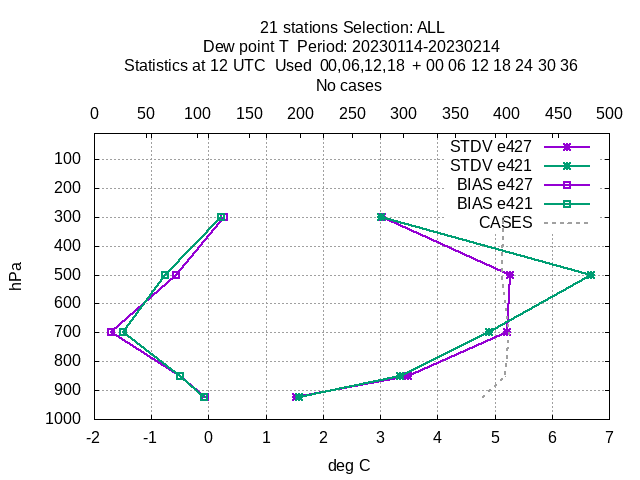 21 stations Selection: ALL
Dew point T  Period: 20230114-20230214
Statistics at 12 UTC  Used  00,06,12,18  + 00 06 12 18 24 30 36
No cases
0 50 100 150 200 250 300 350 400 450 500
STDV e427
STDV e421
BIAS e427
BIAS e421
CASES
100
200
300
400
500
600
700
800
900
1000
hPa
-2 -1 0 1 2 3 4 5 6 7
deg C